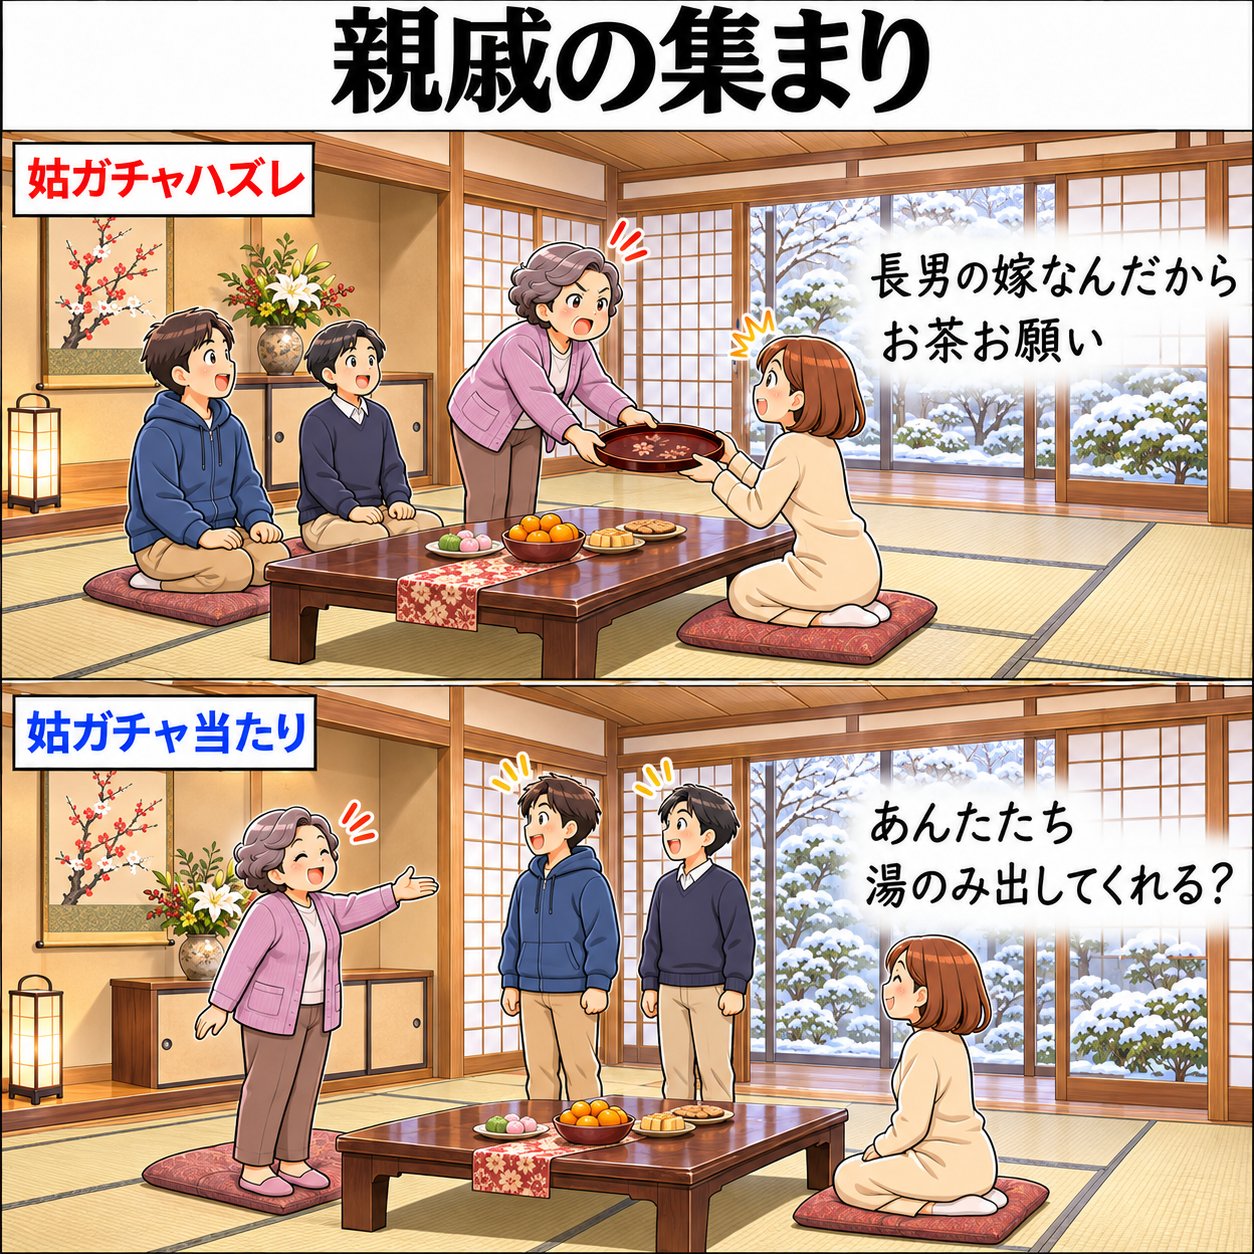 親戚の集まり
姑ガチャハズレ
長男の嫁なんだから
お茶お願い
姑ガチャ当たり
あんたたち
湯のみ出してくれる?